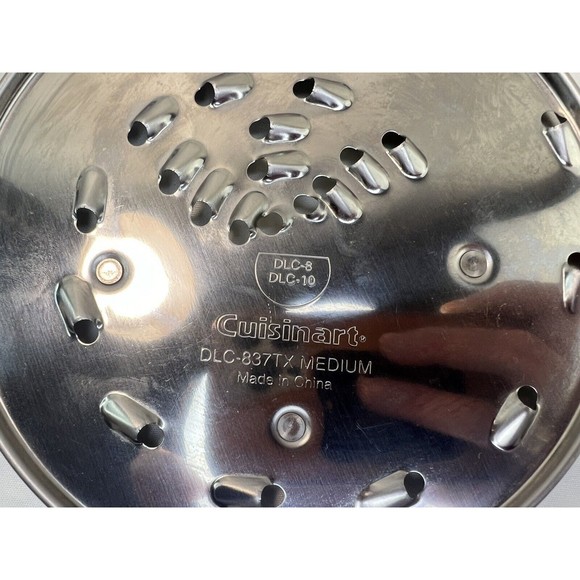 DLC-8
DLC-10
Cuisinart®
DLC-837TX MEDIUM
Made in China